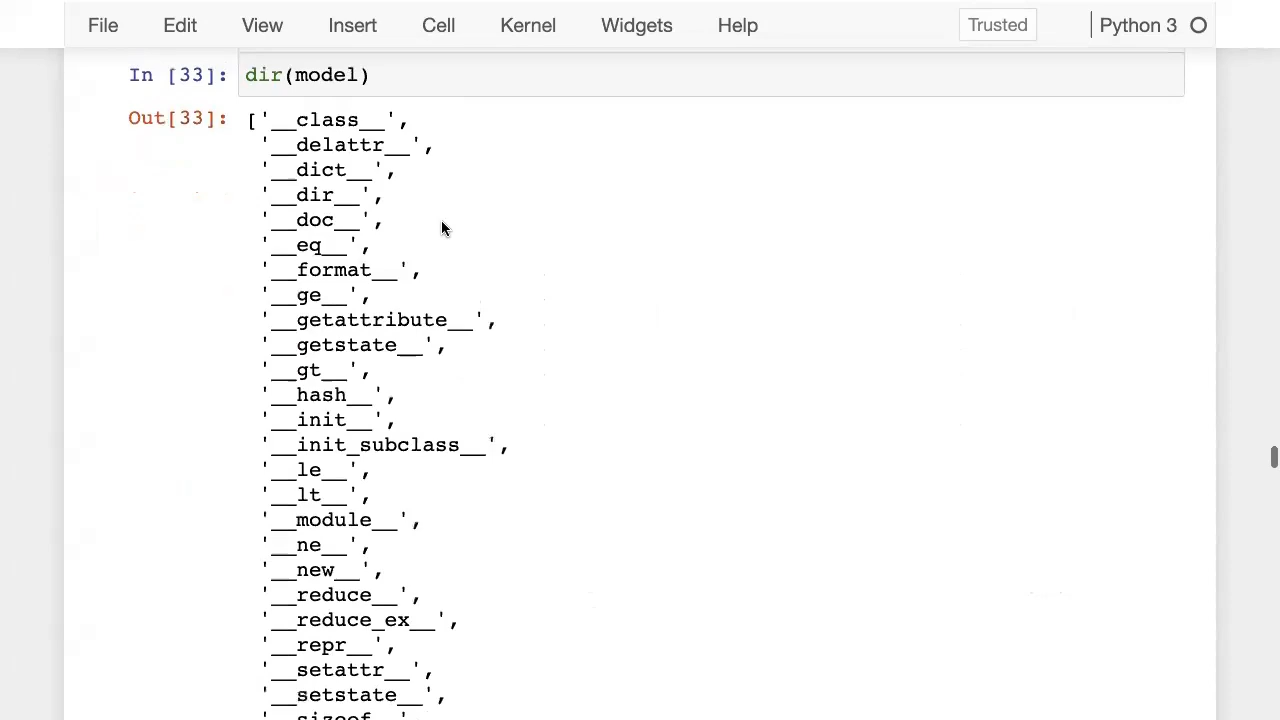 File Edit View Insert Cell Kernel Widgets Help Trusted Python 3
In [33]: dir(model)
Out[33]: ['__class__',
'__delattr__',
'__dict__',
'__dir__',
'__doc__',
'__eq__',
'__format__',
'__ge__',
'__getattribute__',
'__getstate__',
'__gt__',
'__hash__',
'__init__',
'__init_subclass__',
'__le__',
'__lt__',
'__module__',
'__ne__',
'__new__',
'__reduce__',
'__reduce_ex__',
'__repr__',
'__setattr__',
'__setstate__',
'__sizeof__',